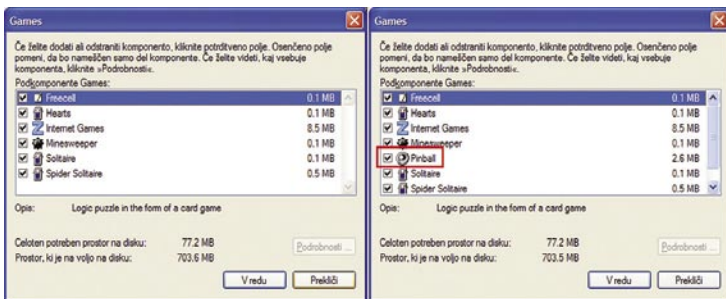 Games
Če želite dodati ali odstraniti komponento, kliknite potrditveno polje. Osenčeno polje
pomeni, da bo nameščen samo del komponente. Če želite videti, kaj vsebuje
komponenta, kliknite »Podrobnosti«.
Podkomponente Games:
Freecell 0.1 MB
Hearts 0.1 MB
Internet Games 8.5 MB
Minesweeper 0.1 MB
Solitaire 0.1 MB
Spider Solitaire 0.5 MB
Opis: Logic puzzle in the form of a card game
Celoten potreben prostor na disku: 77.2 MB
Prostor, ki je na voljo na disku: 703.6 MB
Podrobnosti ...
V redu
Prekliči
Games
Če želite dodati ali odstraniti komponento, kliknite potrditveno polje. Osenčeno polje
pomeni, da bo nameščen samo del komponente. Če želite videti, kaj vsebuje
komponenta, kliknite »Podrobnosti«.
Podkomponente Games:
Freecell 0.1 MB
Hearts 0.1 MB
Internet Games 8.5 MB
Minesweeper 0.1 MB
Pinball 2.6 MB
Solitaire 0.1 MB
Spider Solitaire 0.5 MB
Opis: Logic puzzle in the form of a card game
Celoten potreben prostor na disku: 77.2 MB
Prostor, ki je na voljo na disku: 703.5 MB
Podrobnosti ...
V redu
Prekliči